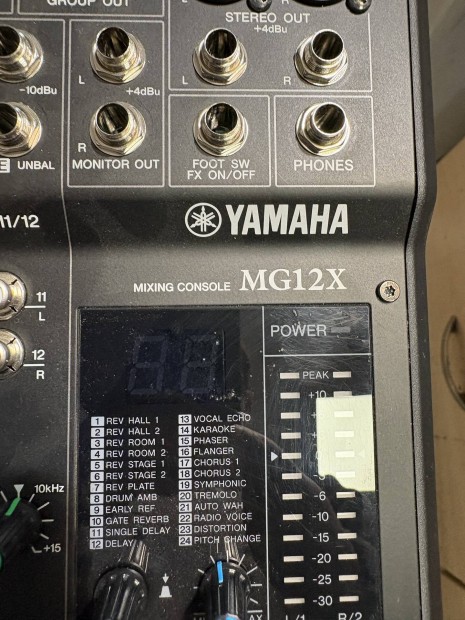 GROUP OUT
STEREO OUT
+4dBu
L
R
L
-10dBu
+4dBu
R
UNBAL
MONITOR OUT
FOOT SW
FX ON/OFF
PHONES
11/12
YAMAHA
MIXING CONSOLE MG12X
11
L
12
R
POWER
PEAK
+10
1 REV HALL 1
2 REV HALL 2
3 REV ROOM 1
4 REV ROOM 2
5 REV STAGE 1
6 REV STAGE 2
7 REV PLATE
8 DRUM AMB
9 EARLY REF
10 GATE REVERB
11 SINGLE DELAY
12 DELAY
13 VOCAL ECHO
14 KARAOKE
15 PHASER
16 FLANGER
17 CHORUS 1
18 CHORUS 2
19 SYMPHONIC
20 TREMOLO
21 AUTO WAH
22 RADIO VOICE
23 DISTORTION
24 PITCH CHANGE
-6
-10
-15
-20
-25
-30
10kHz
+15
L/1
R/2